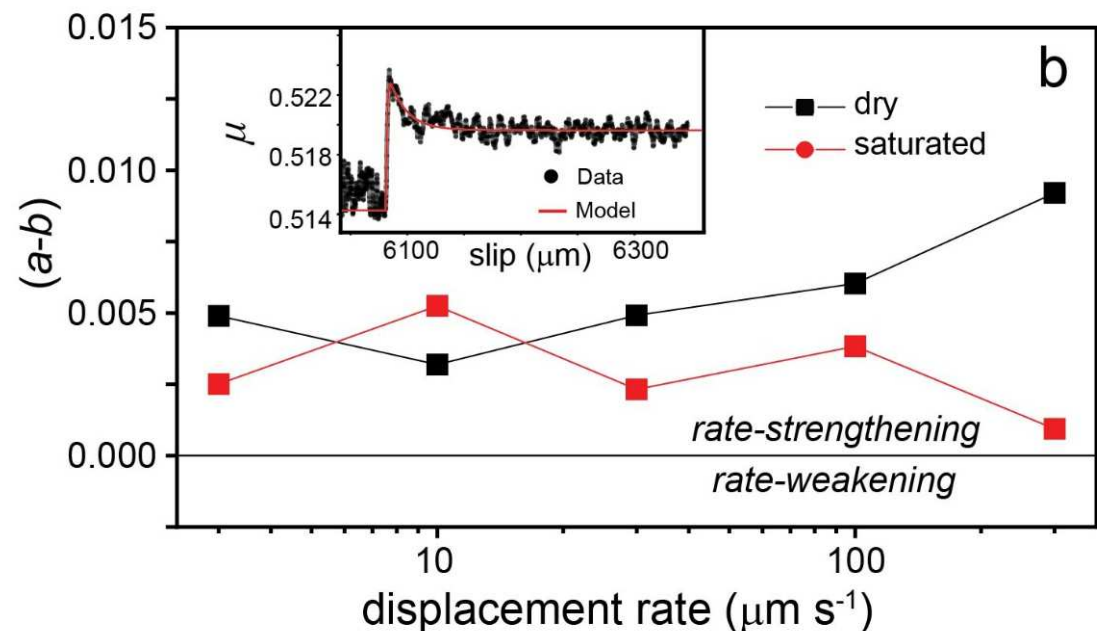 0.015
0.010
0.005
0.000
(a-b)
b
dry
saturated
μ
0.522
0.518
0.514
Data
Model
6100
6300
slip (μm)
rate-strengthening
rate-weakening
10
100
displacement rate (μm s⁻¹)